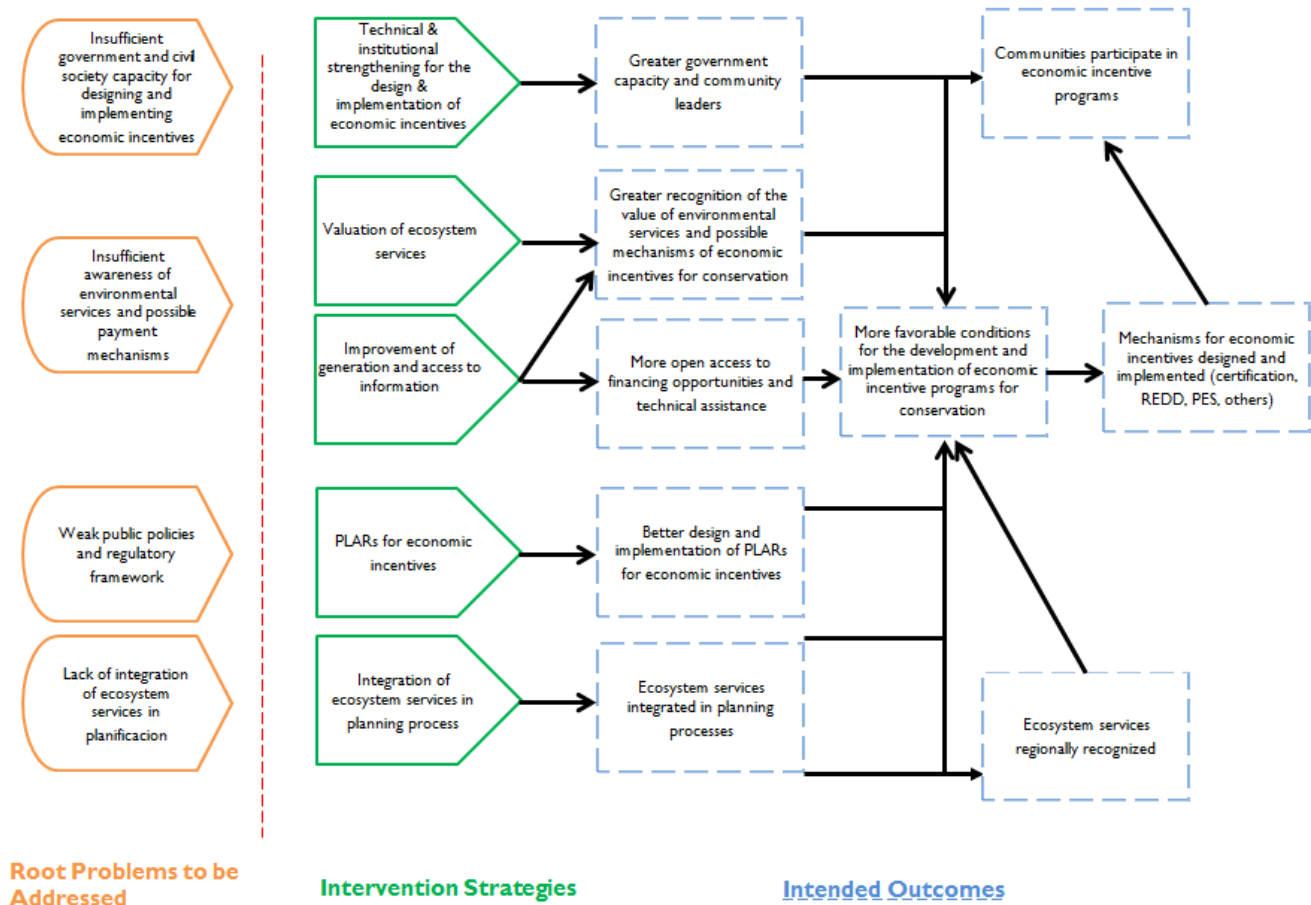 Insufficient
government and civil
society capacity for
designing and
implementing
economic incentives
Technical &
institutional
strengthening for the
design &
implementation of
economic incentives
Greater government
capacity and community
leaders
Communities participate in
economic incentive
programs
Insufficient
awareness of
environmental
services and possible
payment
mechanisms
Valuation of ecosystem
services
Greater recognition of the
value of environmental
services and possible
mechanisms of economic
incentives for conservation
Improvement of
generation and access to
information
More open access to
financing opportunities and
technical assistance
More favorable conditions
for the development and
implementation of economic
incentive programs for
conservation
Mechanisms for economic
incentives designed and
implemented (certification,
REDD, PES, others)
Weak public policies
and regulatory
framework
PLARs for economic
incentives
Better design and
implementation of PLARs
for economic incentives
Lack of integration
of ecosystem
services in
planificacion
Integration of
ecosystem services in
planning process
Ecosystem services
integrated in planning
processes
Ecosystem services
regionally recognized
Root Problems to be
Addressed
Intervention Strategies
Intended Outcomes